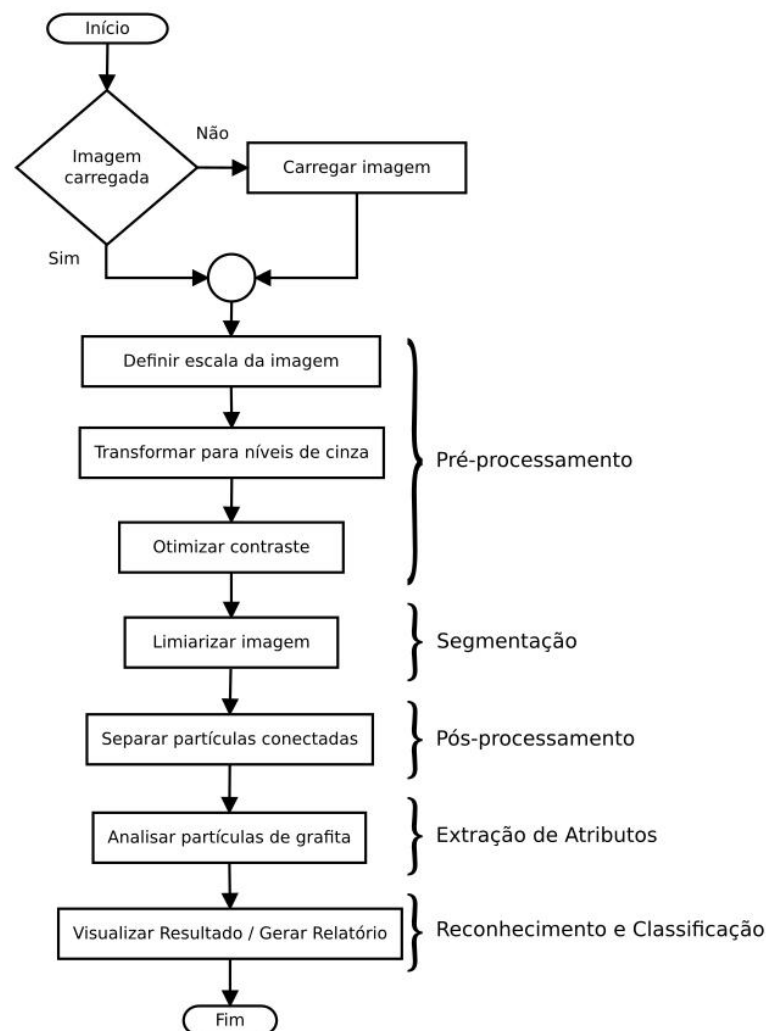 Início
Imagem
carregada
Não
Carregar imagem
Sim
Definir escala da imagem
Transformar para níveis de cinza
Otimizar contraste
Pré-processamento
Limiarizar imagem
Segmentação
Separar partículas conectadas
Pós-processamento
Analisar partículas de grafita
Extração de Atributos
Visualizar Resultado / Gerar Relatório
Reconhecimento e Classificação
Fim